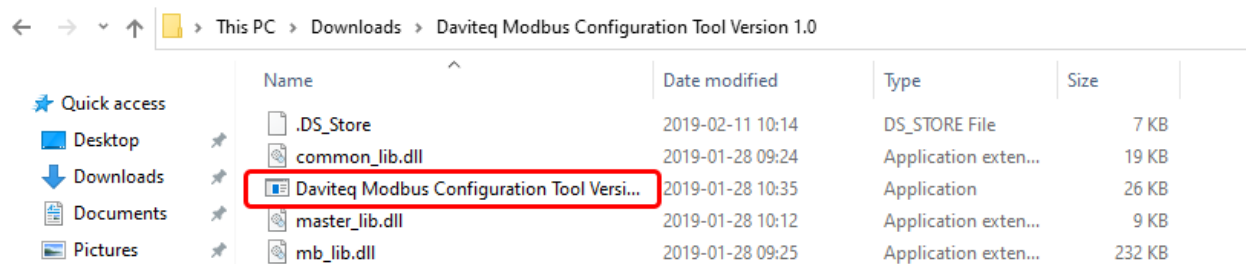 This PC > Downloads > Daviteq Modbus Configuration Tool Version 1.0
Name Date modified Type Size
Quick access
Desktop
Downloads
Documents
Pictures
.DS_Store 2019-02-11 10:14 DS_STORE File 7 KB
common_lib.dll 2019-01-28 09:24 Application exten... 19 KB
Daviteq Modbus Configuration Tool Versi... 2019-01-28 10:35 Application 26 KB
master_lib.dll 2019-01-28 10:12 Application exten... 9 KB
mb_lib.dll 2019-01-28 09:25 Application exten... 232 KB